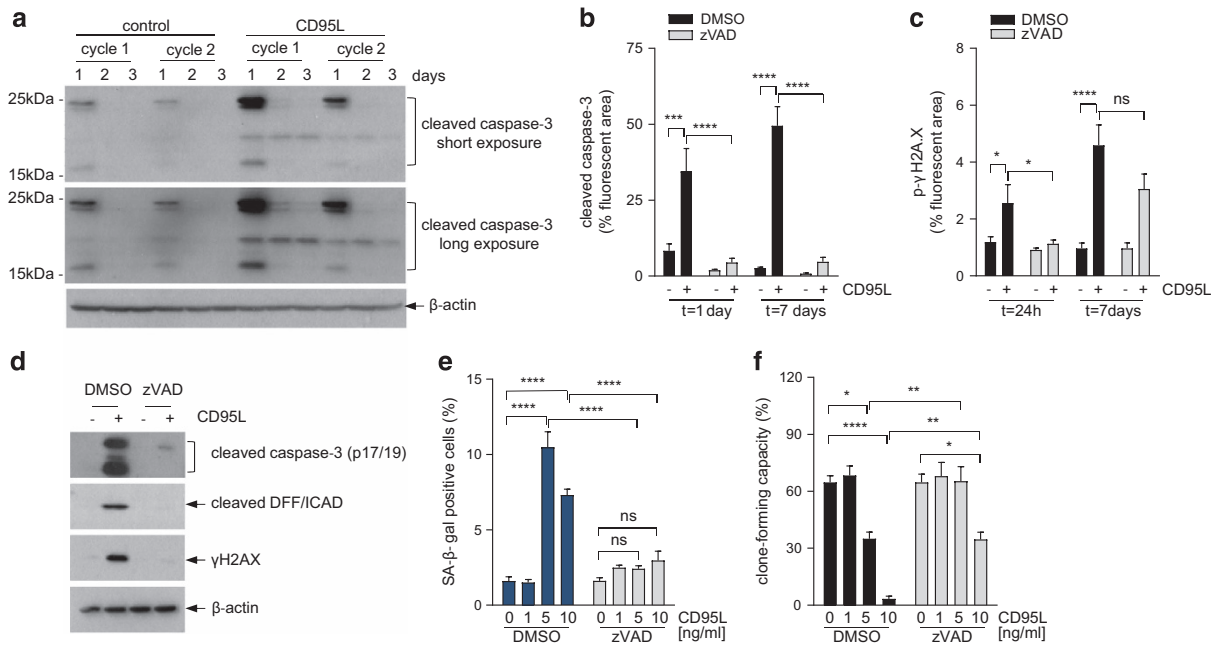 a
control
CD95L
cycle 1 cycle 2 cycle 1 cycle 2
1 2 3 1 2 3 1 2 3 1 2 3 days
25kDa -
cleaved caspase-3
short exposure
15kDa -
25kDa -
cleaved caspase-3
long exposure
15kDa -
β-actin
b
DMSO
zVAD
cleaved caspase-3
(% fluorescent area)
75
50
25
0
*** **** **** ****
- + - + - + - + CD95L
t=1 day t=7 days
c
DMSO
zVAD
p-γ H2A.X
(% fluorescent area)
8
6
4
2
0
* * **** ns
- + - + - + - + CD95L
t=24h t=7days
d
DMSO zVAD
- + - + CD95L
cleaved caspase-3 (p17/19)
cleaved DFF/ICAD
γH2AX
β-actin
e
SA-β- gal positive cells (%)
15
10
5
0
**** ****
**** ****
ns
ns
0 1 5 10 0 1 5 10 CD95L
DMSO zVAD [ng/ml]
f
clone-forming capacity (%)
120
90
60
30
0
* **
**** **
*
0 1 5 10 0 1 5 10 CD95L
DMSO zVAD [ng/ml]